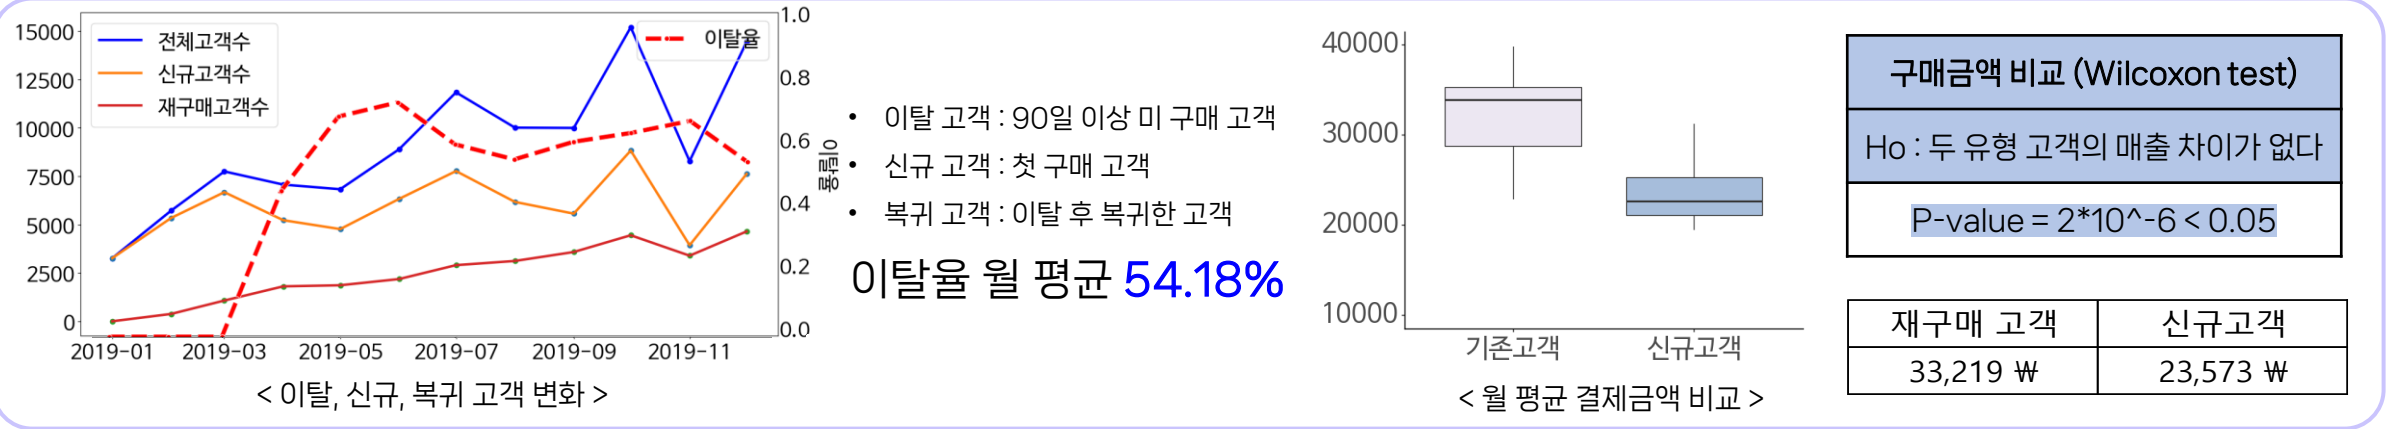 15000
12500
10000
7500
5000
2500
0
전체고객수
신규고객수
재구매고객수
이탈율
1.0
0.8
0.6
0.4
0.2
0.0
이탈율
2019-01 2019-03 2019-05 2019-07 2019-09 2019-11
< 이탈, 신규, 복귀 고객 변화 >
• 이탈 고객 : 90일 이상 미 구매 고객
• 신규 고객 : 첫 구매 고객
• 복귀 고객 : 이탈 후 복귀한 고객
이탈율 월 평균 54.18%
40000
30000
20000
10000
기존고객 신규고객
< 월 평균 결제금액 비교 >
구매금액 비교 (Wilcoxon test)
Ho : 두 유형 고객의 매출 차이가 없다
P-value = 2*10^-6 < 0.05
재구매 고객 신규고객
33,219 ₩ 23,573 ₩